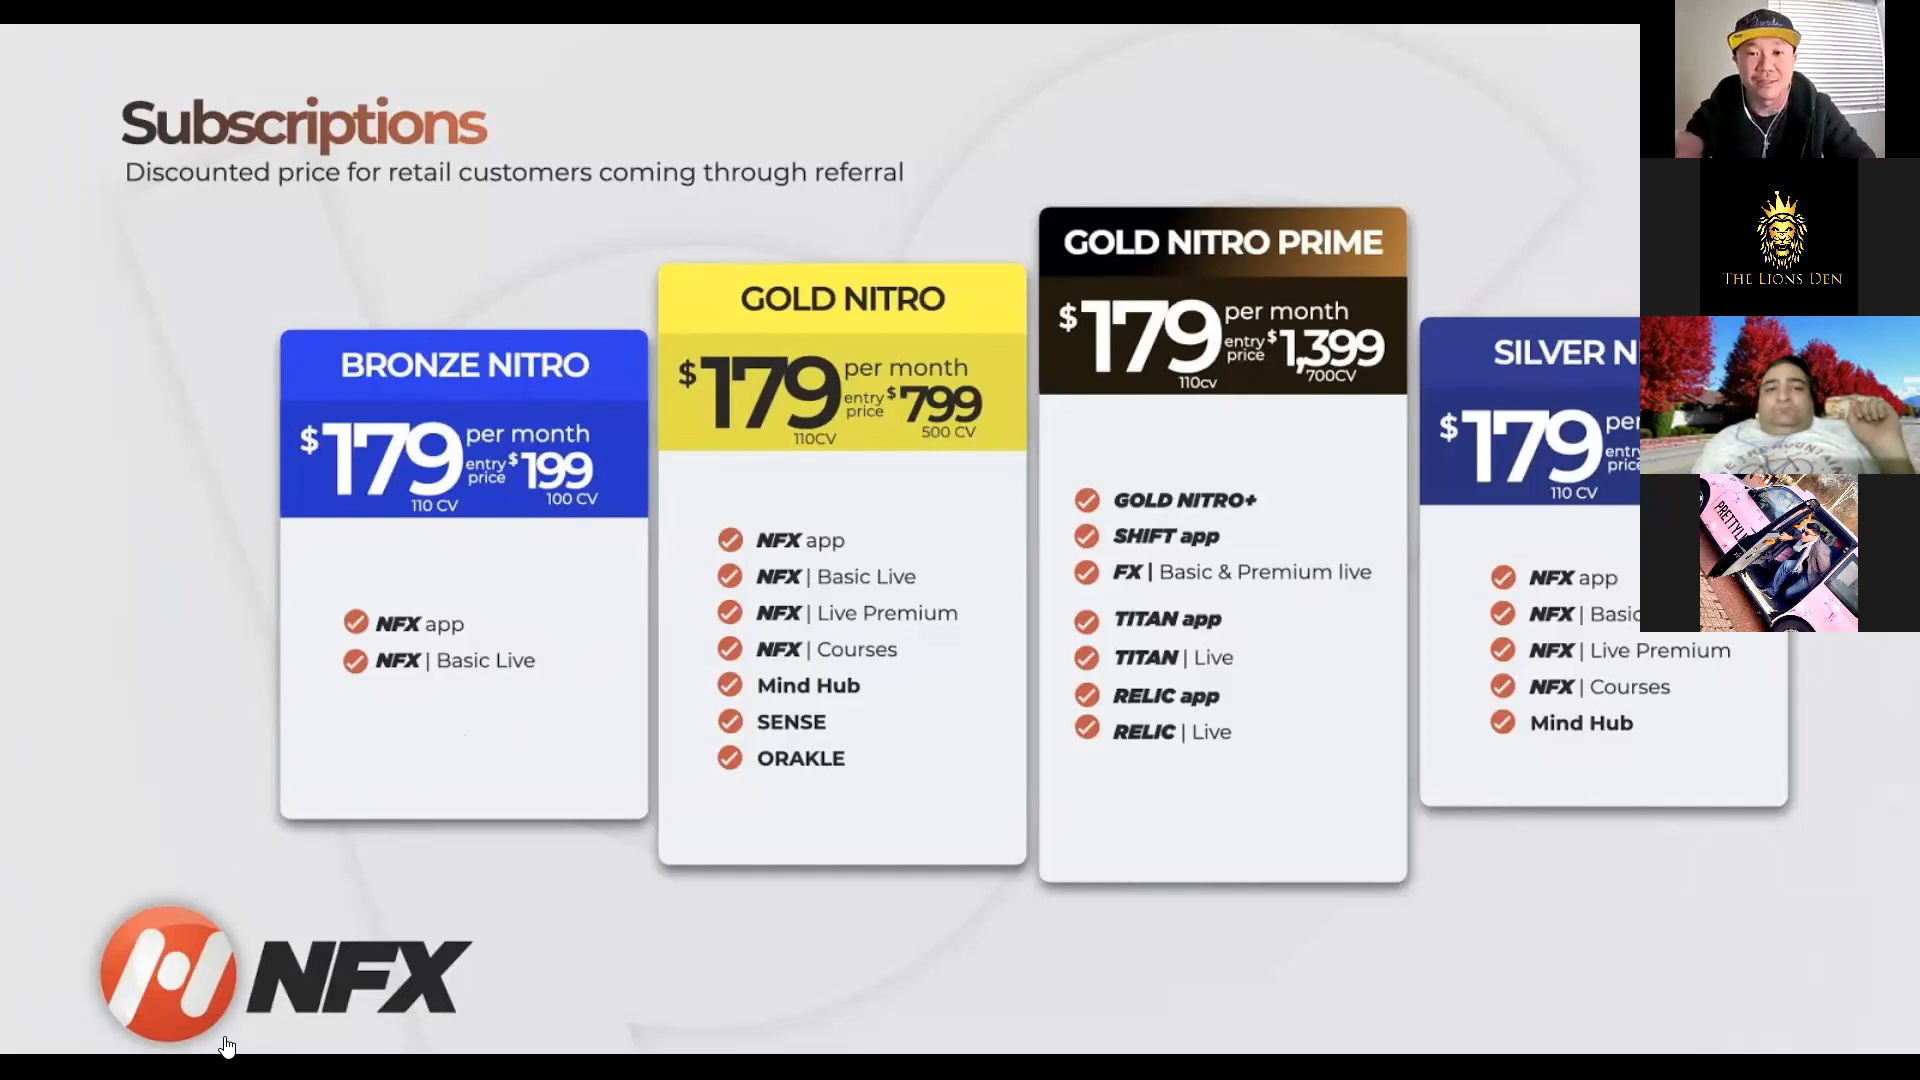 Subscriptions
Discounted price for retail customers coming through referral
BRONZE NITRO
$179 per month
entry price $199
110 CV
100 CV
NFX app
NFX | Basic Live
GOLD NITRO
$179 per month
entry price $799
110CV
500 CV
NFX app
NFX | Basic Live
NFX | Live Premium
NFX | Courses
Mind Hub
SENSE
ORAKLE
GOLD NITRO PRIME
$179 per month
entry price $1,399
110cv
700CV
GOLD NITRO+
SHIFT app
FX | Basic & Premium live
TITAN app
TITAN | Live
RELIC app
RELIC | Live
SILVER N
$179 per
110 CV
NFX app
NFX | Basic
NFX | Live Premium
NFX | Courses
Mind Hub
NFX
THE LIONS DEN